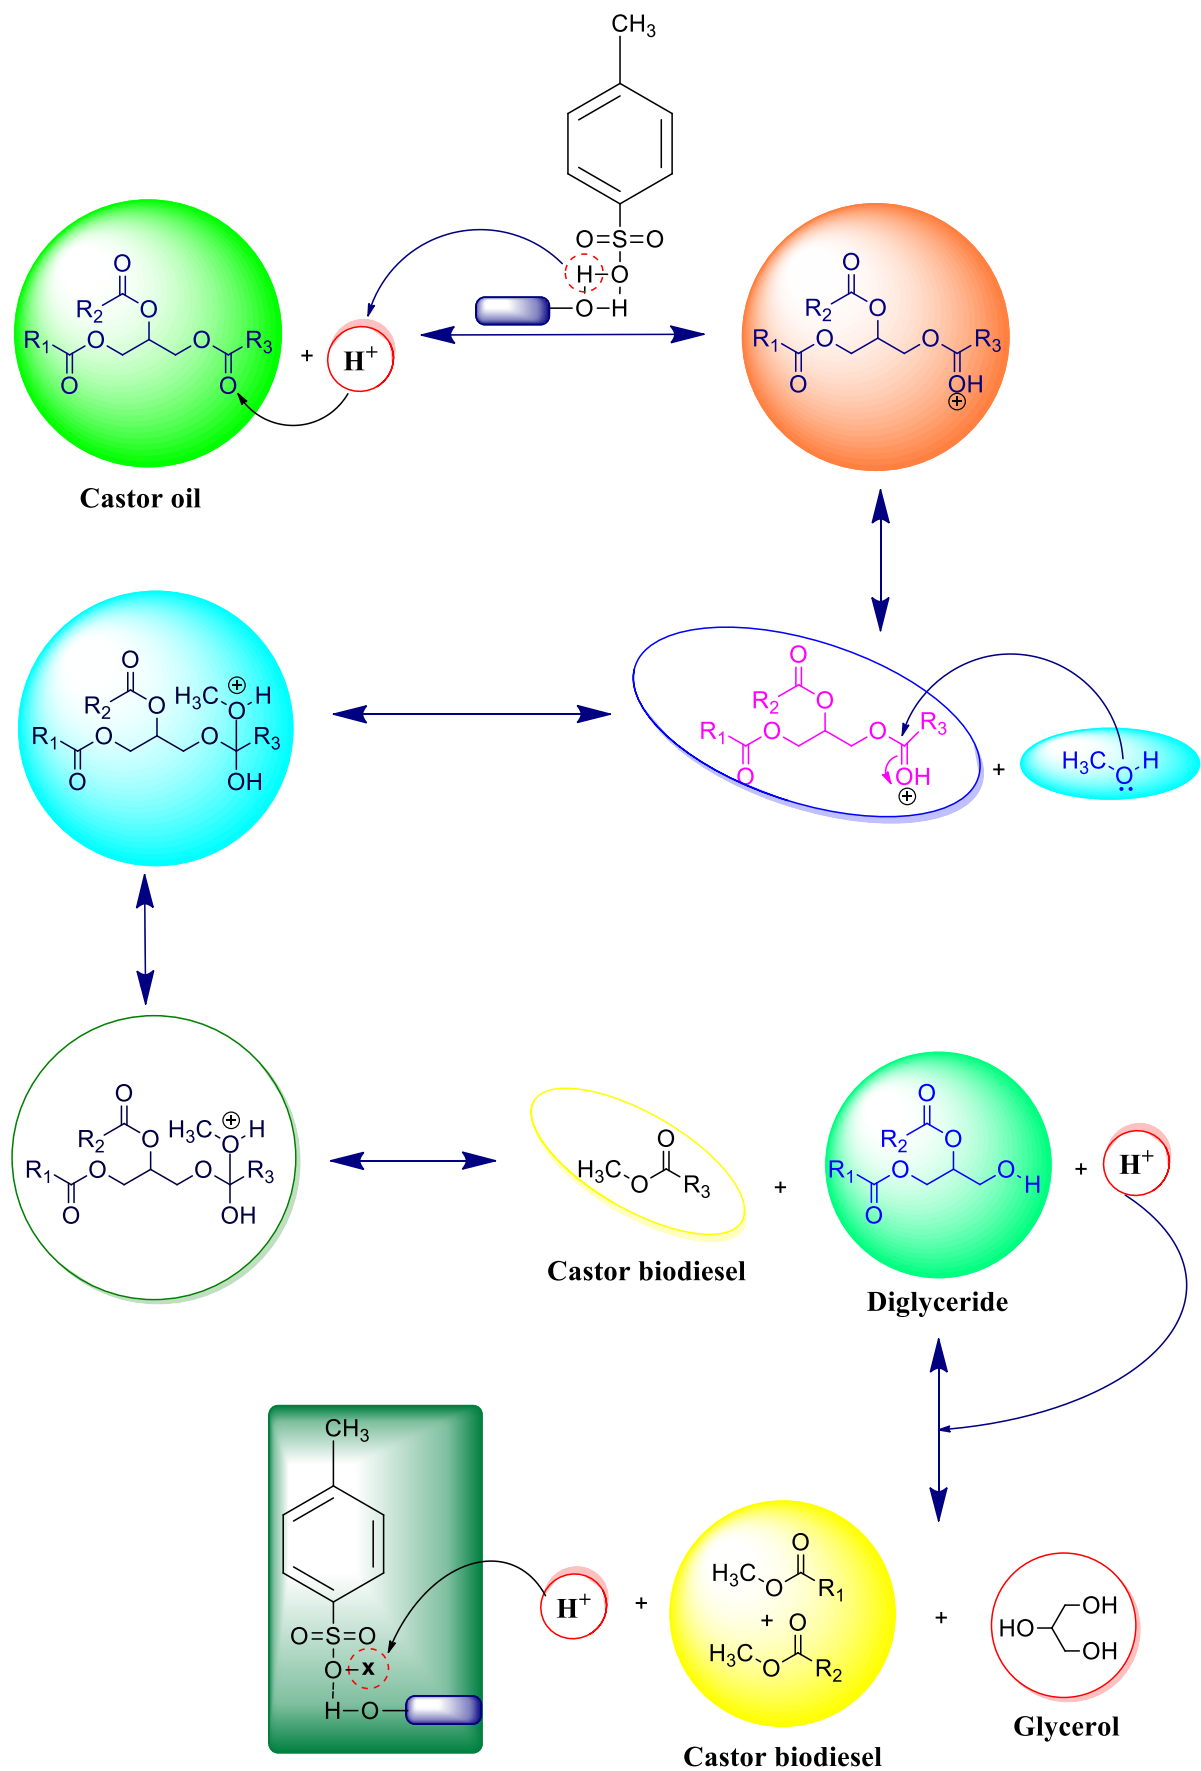 CH₃
O=S=O
H-O
O-H
O
R₂
O
R₁
O
O
R₃
O
O
+
H⁺
Castor oil
O
R₂
O
R₁
O
O
R₃
O
OH
⊕
O
R₂
O
R₁
O
O
R₃
O
OH
⊕
+
H₃C
O
H
O
R₂
O
H₃C
⊕
O
H
R₁
O
O
R₃
O
OH
O
R₂
O
H₃C
⊕
O
H
R₁
O
O
R₃
O
OH
H₃C
O
O
R₃
Castor biodiesel
+
O
R₂
O
R₁
O
O
H
O
Diglyceride
+
H⁺
CH₃
O=S=O
O-x
H-O
H⁺
+
O
H₃C
O
R₁
+
O
H₃C
O
R₂
Castor biodiesel
+
OH
HO
OH
Glycerol